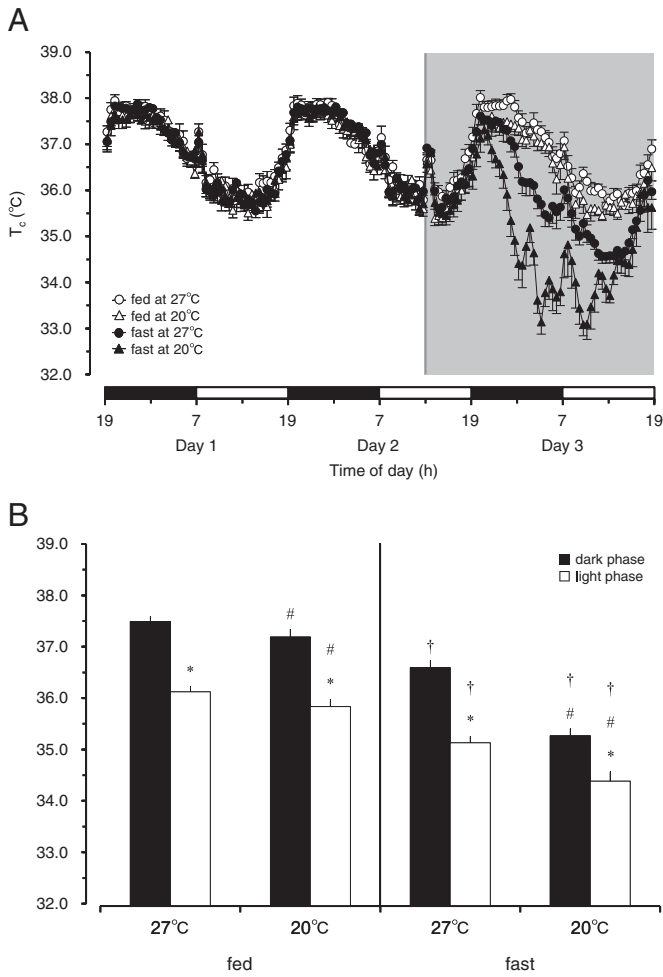 A
39.0
38.0
37.0
36.0
35.0
34.0
33.0
32.0
Tc (°C)
fed at 27°C
fed at 20°C
fast at 27°C
fast at 20°C
19 7 19 7 19 7 19
Day 1 Day 2 Day 3
Time of day (h)
B
39.0
38.0
37.0
36.0
35.0
34.0
33.0
32.0
dark phase
light phase
* # # * † † * † # † # *
27°C 20°C 27°C 20°C
fed fast